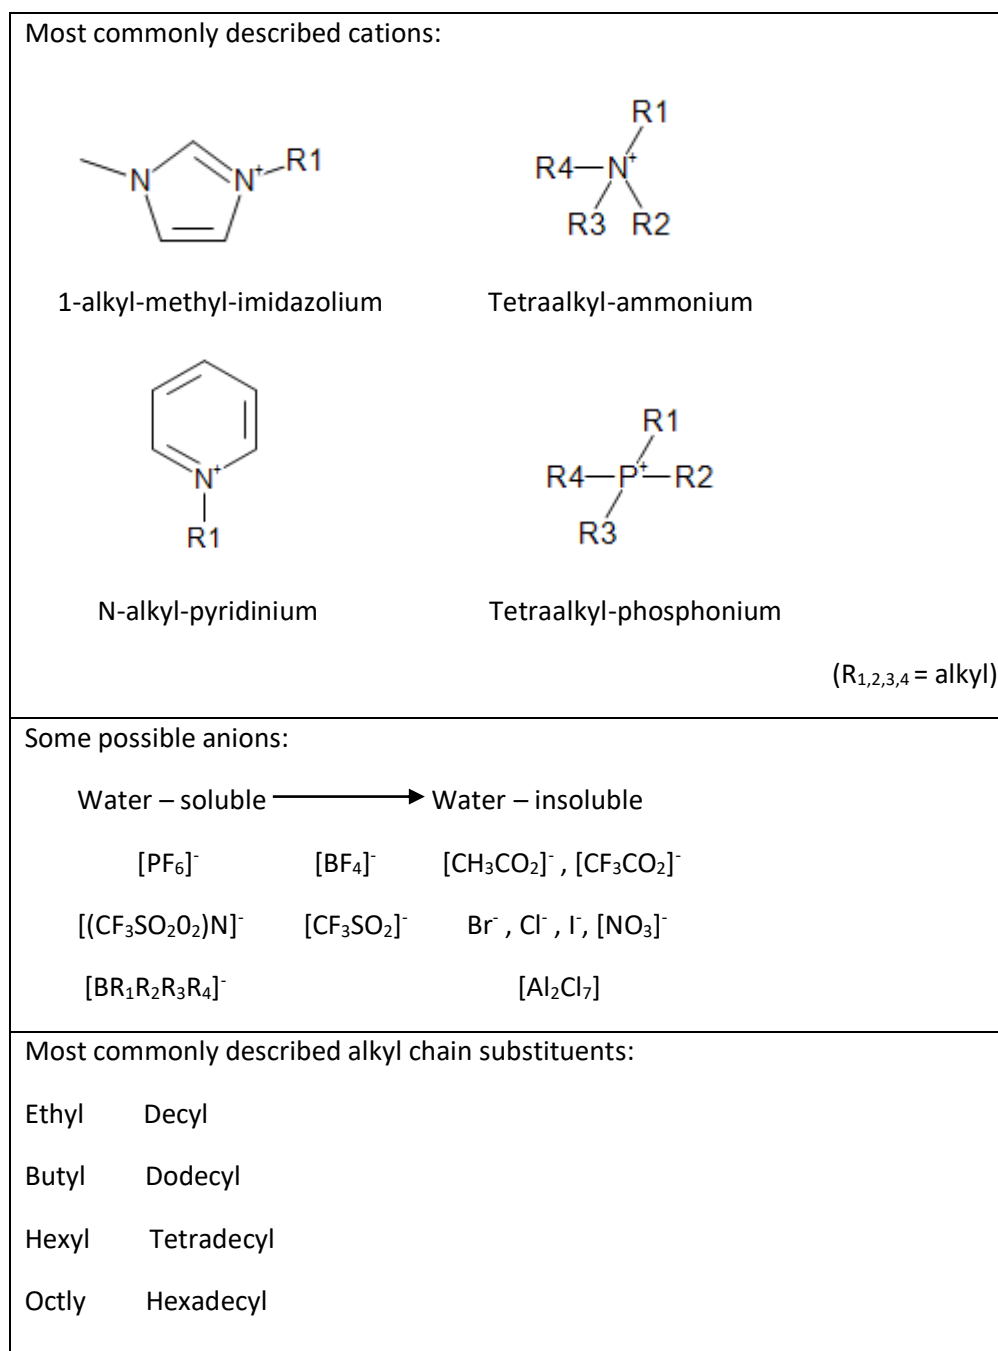 Most commonly described cations:
N N⁺ R1
R1
R4 N⁺
R3 R2
1-alkyl-methyl-imidazolium Tetraalkyl-ammonium
N⁺
R1
R1
R4 P⁺ R2
R3
N-alkyl-pyridinium Tetraalkyl-phosphonium
(R₁,₂,₃,₄ = alkyl)
Some possible anions:
Water – soluble → Water – insoluble
[PF₆]⁻ [BF₄]⁻ [CH₃CO₂]⁻ , [CF₃CO₂]⁻
[(CF₃SO₂0₂)N]⁻ [CF₃SO₂]⁻ Br⁻ , Cl⁻ , I⁻, [NO₃]⁻
[BR₁R₂R₃R₄]⁻ [Al₂Cl₇]
Most commonly described alkyl chain substituents:
Ethyl Decyl
Butyl Dodecyl
Hexyl Tetradecyl
Octly Hexadecyl